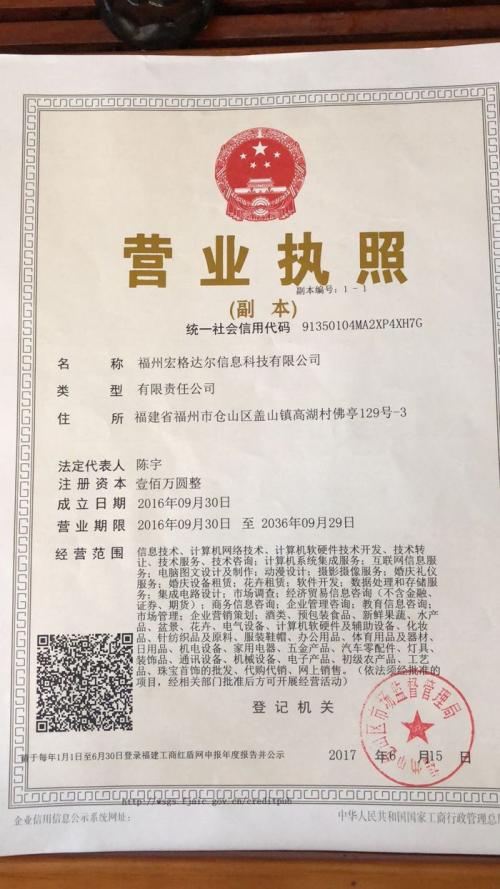 营业执照
副本编号：1-1
(副 本)
统一社会信用代码 91350104MA2XP4XH7G
名 称 福州宏格达尔信息科技有限公司
类 型 有限责任公司
住 所 福建省福州市仓山区盖山镇高湖村佛亭129号-3
法定代表人 陈宇
注册资本 壹佰万圆整
成立日期 2016年09月30日
营业期限 2016年09月30日 至 2036年09月29日
经营范围 信息技术、计算机网络技术、计算机软硬件技术开发、技术转
让、技术服务、技术咨询；计算机系统集成服务；互联网信息服
务；电脑图文设计及制作；动漫设计；摄影摄像服务；婚庆礼仪
服务；婚庆设备租赁；花卉租赁；软件开发；数据处理和存储服
务；集成电路设计；市场调查；经济贸易信息咨询（不含金融、
证券、期货）；商务信息咨询；企业管理咨询；教育信息咨询；
市场管理；企业营销策划；酒类、预包装食品、新鲜果蔬、水产
品、盆景、花卉、电气设备、计算机软硬件及辅助设备、化妆
品、针纺织品及原料、服装鞋帽、办公用品、体育用品及器材、
日用品、机电设备、家用电器、五金产品、汽车零配件、灯具、
装饰品、通讯设备、机械设备、电子产品、初级农产品、工艺
品、珠宝首饰的批发、代购代销、网上销售。（依法须经批准的
项目，经相关部门批准后方可开展经营活动）
登记机关
山区市场监督管理局
2017 年6 月15 日
请于每年1月1日至6月30日登录福建工商红盾网申报年度报告并公示
http://wsgs.fjaic.gov.cn/creditpub
企业信用信息公示系统网址：
中华人民共和国国家工商行政管理总局